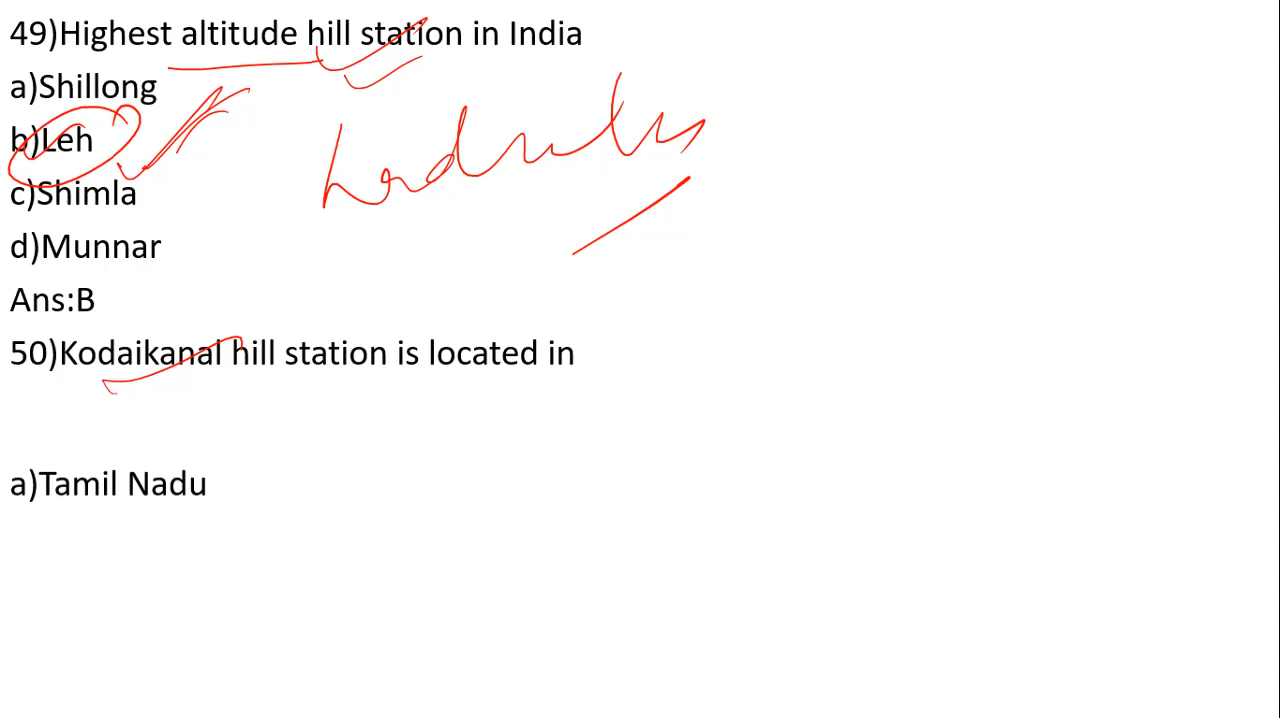 49)Highest altitude hill station in India
a)Shillong
b)Leh
c)Shimla
d)Munnar
Ans:B
50)Kodaikanal hill station is located in
a)Tamil Nadu